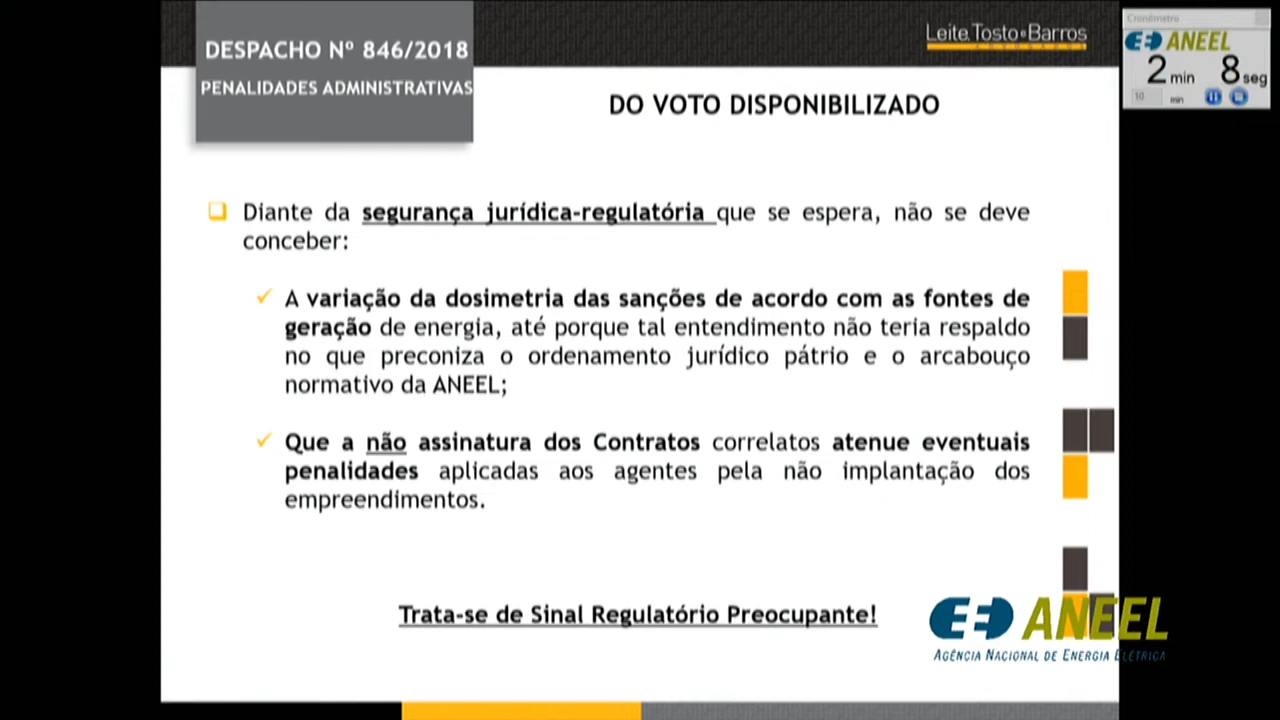 DESPACHO Nº 846/2018
PENALIDADES ADMINISTRATIVAS
Leite, Tosto e Barros
ADVOGADOS
Cronômetro
ANEEL
2 min 8 seg
10 min
DO VOTO DISPONIBILIZADO
Diante da segurança jurídica-regulatória que se espera, não se deve
conceber:
A variação da dosimetria das sanções de acordo com as fontes de
geração de energia, até porque tal entendimento não teria respaldo
no que preconiza o ordenamento jurídico pátrio e o arcabouço
normativo da ANEEL;
Que a não assinatura dos Contratos correlatos atenue eventuais
penalidades aplicadas aos agentes pela não implantação dos
empreendimentos.
Trata-se de Sinal Regulatório Preocupante!
ANEEL
AGÊNCIA NACIONAL DE ENERGIA ELÉTRICA